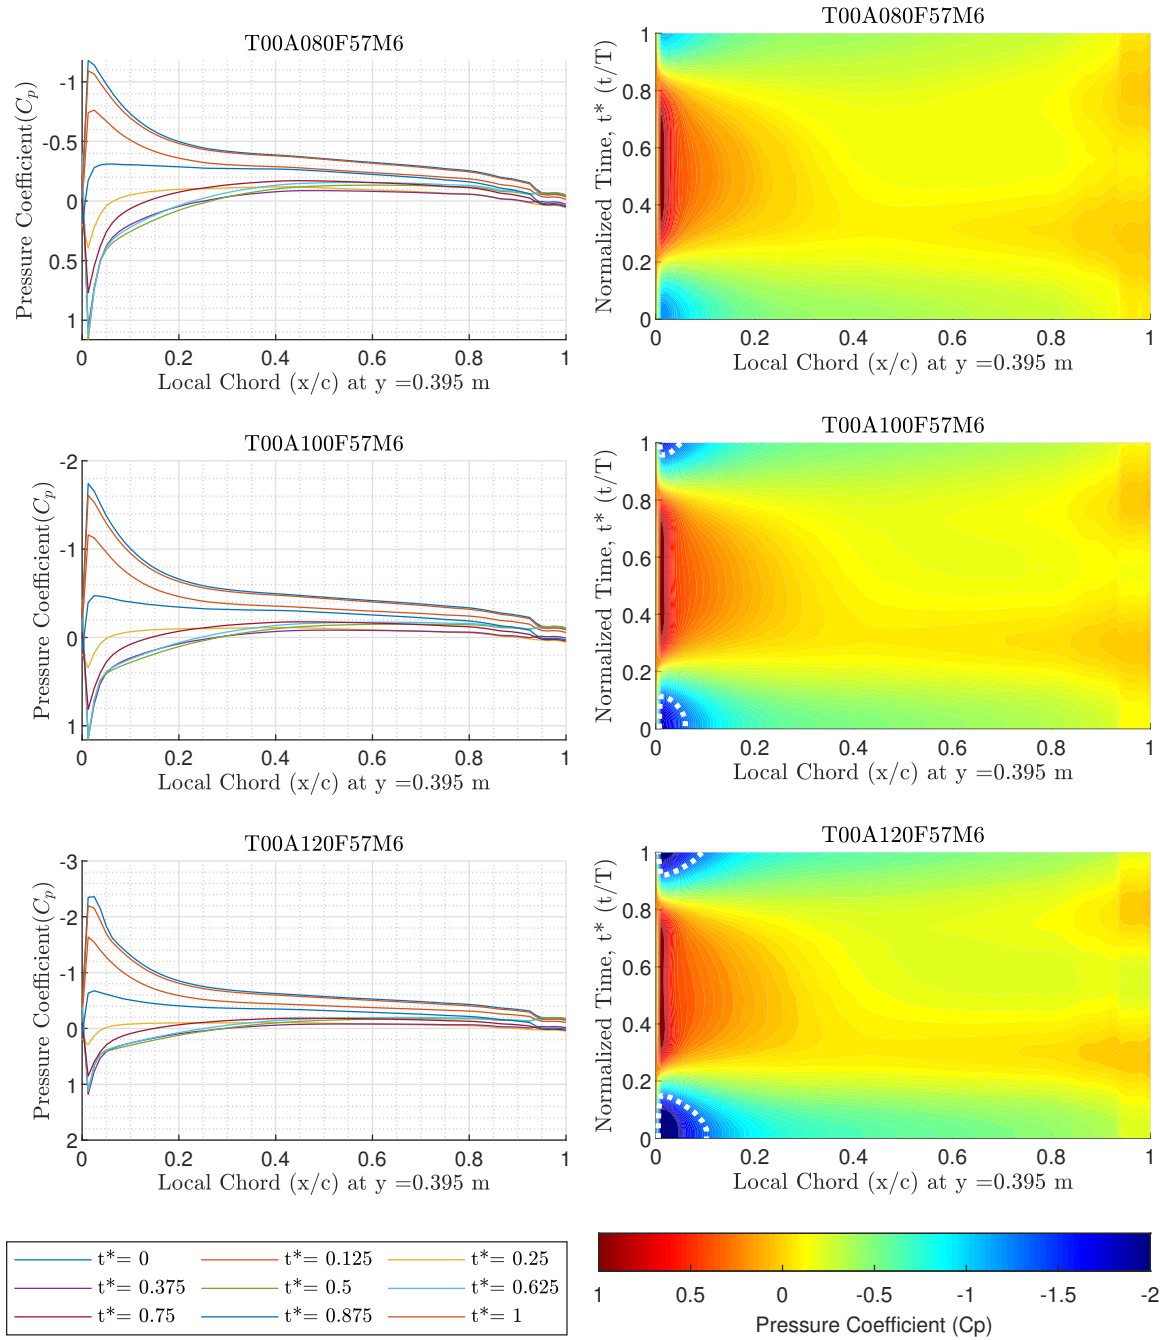 T00A080F57M6
Pressure Coefficient(Cₚ)
-1
-0.5
0
0.5
1
0 0.2 0.4 0.6 0.8 1
Local Chord (x/c) at y =0.395 m
T00A080F57M6
Normalized Time, t* (t/T)
1
0.8
0.6
0.4
0.2
0
0 0.2 0.4 0.6 0.8 1
Local Chord (x/c) at y =0.395 m
T00A100F57M6
Pressure Coefficient(Cₚ)
-2
-1
0
1
0 0.2 0.4 0.6 0.8 1
Local Chord (x/c) at y =0.395 m
T00A100F57M6
Normalized Time, t* (t/T)
1
0.8
0.6
0.4
0.2
0
0 0.2 0.4 0.6 0.8 1
Local Chord (x/c) at y =0.395 m
T00A120F57M6
Pressure Coefficient(Cₚ)
-3
-2
-1
0
1
2
0 0.2 0.4 0.6 0.8 1
Local Chord (x/c) at y =0.395 m
T00A120F57M6
Normalized Time, t* (t/T)
1
0.8
0.6
0.4
0.2
0
0 0.2 0.4 0.6 0.8 1
Local Chord (x/c) at y =0.395 m
t*= 0 t*= 0.125 t*= 0.25
t*= 0.375 t*= 0.5 t*= 0.625
t*= 0.75 t*= 0.875 t*= 1
1 0.5 0 -0.5 -1 -1.5 -2
Pressure Coefficient (Cp)